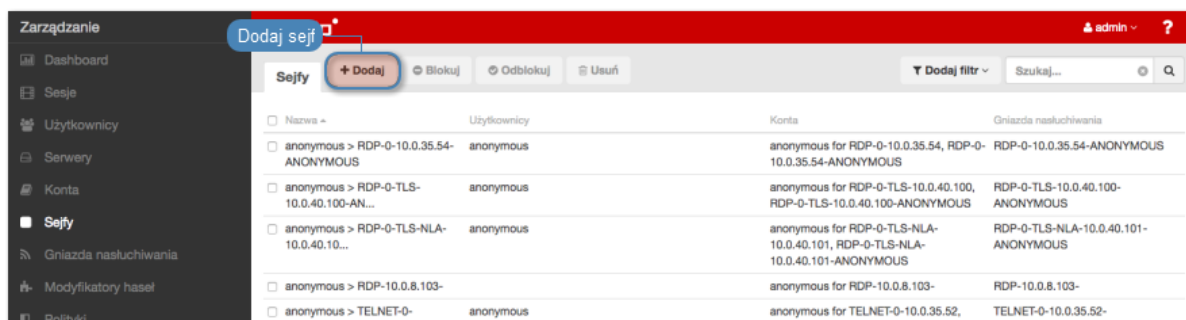 Zarządzanie
Dodaj sejf
admin
?
Dashboard
Sesje
Użytkownicy
Serwery
Konta
Sejfy
Gniazda nasłuchiwania
Modyfikatory haseł
Polityki
Sejfy
+ Dodaj
Blokuj
Odblokuj
Usuń
Dodaj filtr
Szukaj...
Nazwa
Użytkownicy
Konta
Gniazda nasłuchiwania
anonymous > RDP-0-10.0.35.54-
ANONYMOUS
anonymous
anonymous for RDP-0-10.0.35.54, RDP-0-
10.0.35.54-ANONYMOUS
RDP-0-10.0.35.54-ANONYMOUS
anonymous > RDP-0-TLS-
10.0.40.100-AN...
anonymous
anonymous for RDP-0-TLS-10.0.40.100,
RDP-0-TLS-10.0.40.100-ANONYMOUS
RDP-0-TLS-10.0.40.100-
ANONYMOUS
anonymous > RDP-0-TLS-NLA-
10.0.40.10...
anonymous
anonymous for RDP-0-TLS-NLA-
10.0.40.101, RDP-0-TLS-NLA-
10.0.40.101-ANONYMOUS
RDP-0-TLS-NLA-10.0.40.101-
ANONYMOUS
anonymous > RDP-10.0.8.103-
anonymous for RDP-10.0.8.103-
RDP-10.0.8.103-
anonymous > TELNET-0-
anonymous
anonymous for TELNET-0-10.0.35.52,
TELNET-0-10.0.35.52-